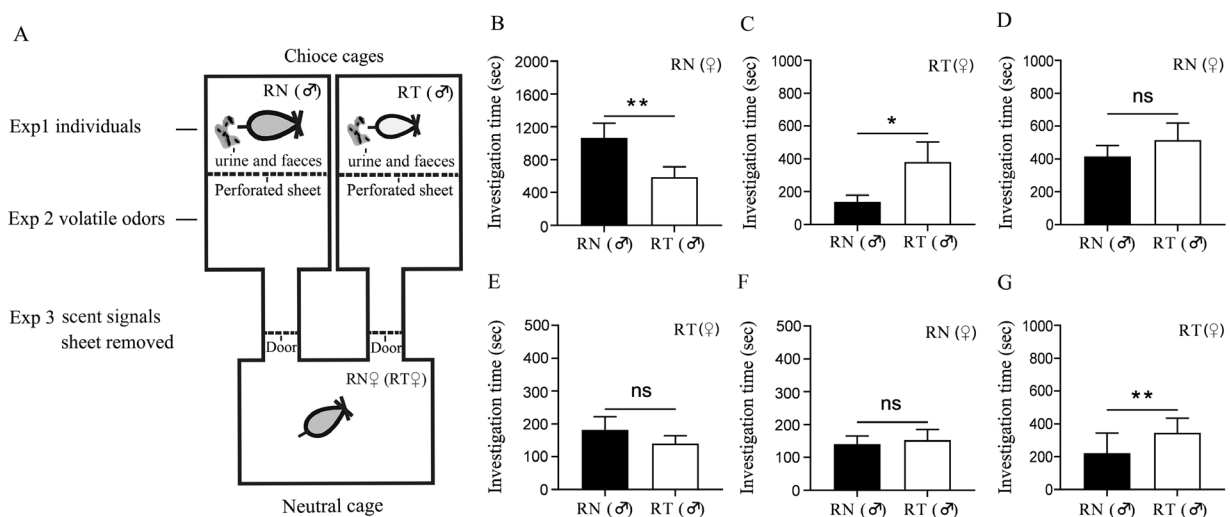 A
Chioce cages
RN (♂)
RT (♂)
Exp1 individuals
urine and faeces
urine and faeces
Perforated sheet
Perforated sheet
Exp 2 volatile odors
Exp 3 scent signals
sheet removed
Door
Door
RN♀ (RT♀)
Neutral cage
B
RN (♀)
Investigation time (sec)
2000
1600
1200
800
400
0
**
RN (♂)
RT (♂)
C
RT(♀)
Investigation time (sec)
1000
800
600
400
200
0
*
RN (♂)
RT (♂)
D
RN (♀)
Investigation time (sec)
1000
800
600
400
200
0
ns
RN (♂)
RT (♂)
E
RT(♀)
Investigation time (sec)
500
400
300
200
100
0
ns
RN (♂)
RT (♂)
F
RN (♀)
Investigation time (sec)
500
400
300
200
100
0
ns
RN (♂)
RT (♂)
G
RT(♀)
Investigation time (sec)
1000
800
600
400
200
0
**
RN (♂)
RT (♂)